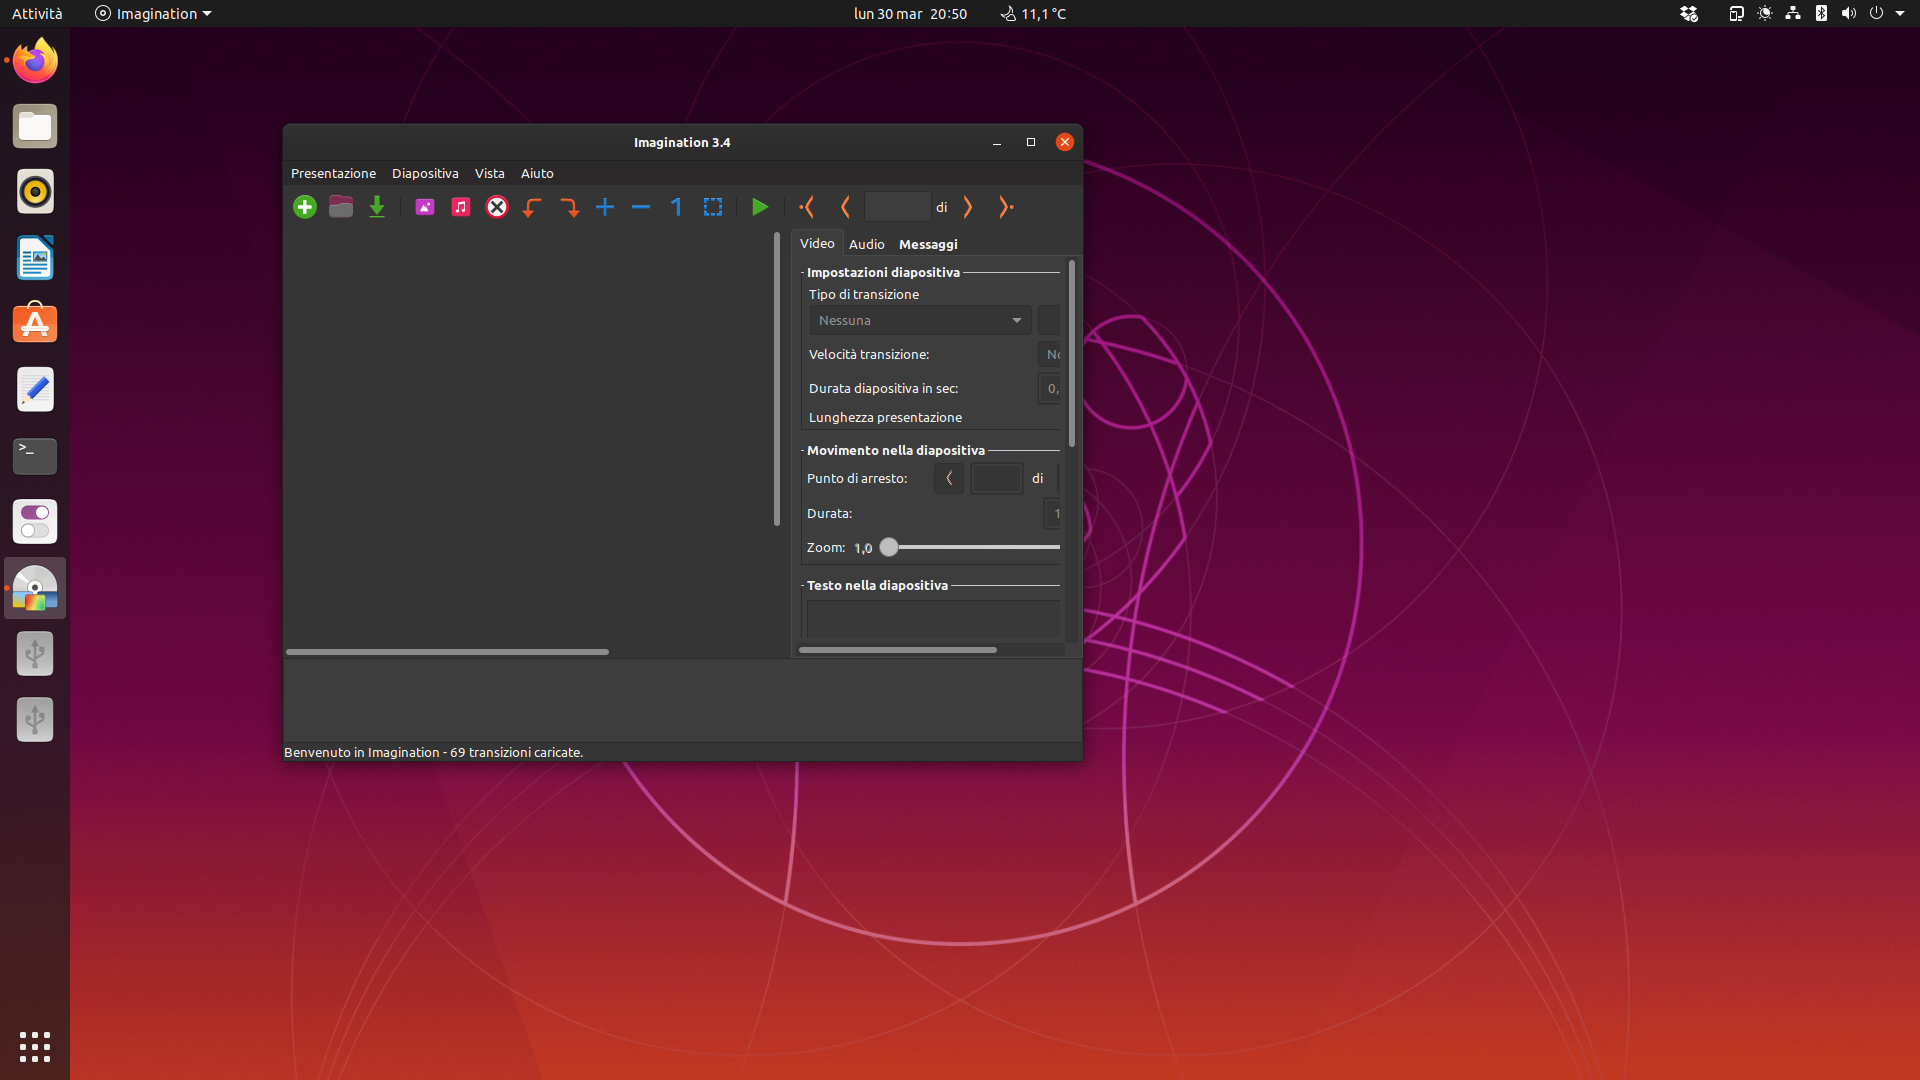 Attività
Imagination
lun 30 mar 20:50
11,1 °C
Imagination 3.4
Presentazione Diapositiva Vista Aiuto
1 di
Video Audio Messaggi
Impostazioni diapositiva
Tipo di transizione
Nessuna
Velocità transizione:
Durata diapositiva in sec: 0,
Lunghezza presentazione
Movimento nella diapositiva
Punto di arresto: di
Durata: 1
Zoom: 1,0
Testo nella diapositiva
Benvenuto in Imagination - 69 transizioni caricate.
>_